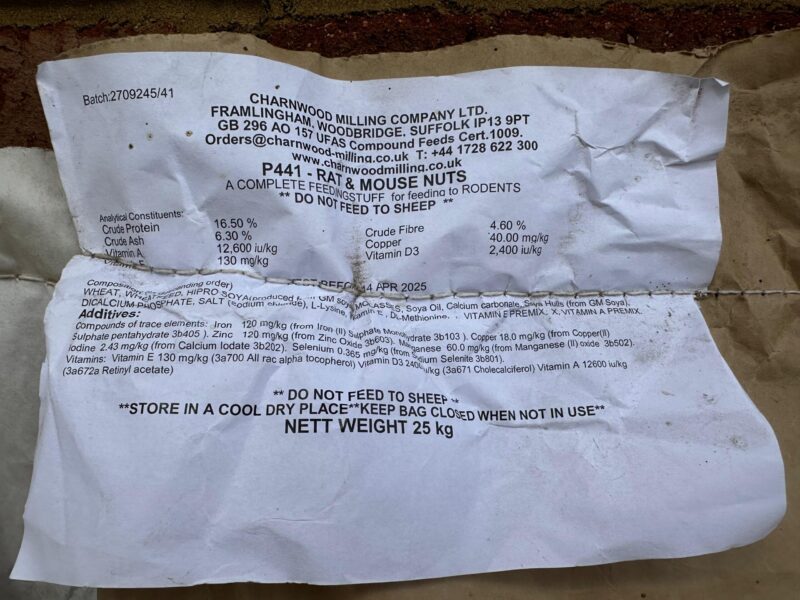 Batch:2709245/41
CHARNWOOD MILLING COMPANY LTD.
FRAMLINGHAM, WOODBRIDGE. SUFFOLK IP13 9PT
GB 296 AO 157 UFAS Compound Feeds Cert.1009.
Orders@charnwood-milling.co.uk T: +44 1728 622 300
www.charnwoodmilling.co.uk
P441 - RAT & MOUSE NUTS
A COMPLETE FEEDINGSTUFF for feeding to RODENTS
** DO NOT FEED TO SHEEP **
Analytical Constituents:
Crude Protein 16.50 % Crude Fibre 4.60 %
Crude Ash 6.30 % Copper 40.00 mg/kg
Vitamin A 12,600 iu/kg Vitamin D3 2,400 iu/kg
Vitamin E 130 mg/kg
BEFORE 14 APR 2025
WHEAT, HIPRO SOYA(produced GM soya MOLASSES, Soya Oil, Calcium carbonate, Soya Hulls (from GM Soya),
DICALCIUM PHOSPHATE, SALT (sodium L-Lysine, DL-Methionine. . VITAMIN E PREMIX: X. VITAMIN A PREMIX.
Additives:
Compounds of trace elements: Iron 120 mg/kg (from Iron (II) Sulphate Monohydrate 3b103 ). Copper 18.0 mg/kg (from Copper(II)
Sulphate pentahydrate 3b405 ). Zinc 120 mg/kg (from Zinc Oxide 3b603). Manganese 60.0 mg/kg (from Manganese (II) oxide 3b502).
Iodine 2.43 mg/kg (from Calcium Iodate 3b202). Selenium 0.365 mg/kg (from Sodium Selenite 3b801).
Vitamins: Vitamin E 130 mg/kg (3a700 All rac alpha tocopherol) Vitamin D3 2400iu/kg (3a671 Cholecalciferol) Vitamin A 12600 iu/kg
(3a672a Retinyl acetate)
** DO NOT FEED TO SHEEP **
**STORE IN A COOL DRY PLACE**KEEP BAG CLOSED WHEN NOT IN USE**
NETT WEIGHT 25 kg